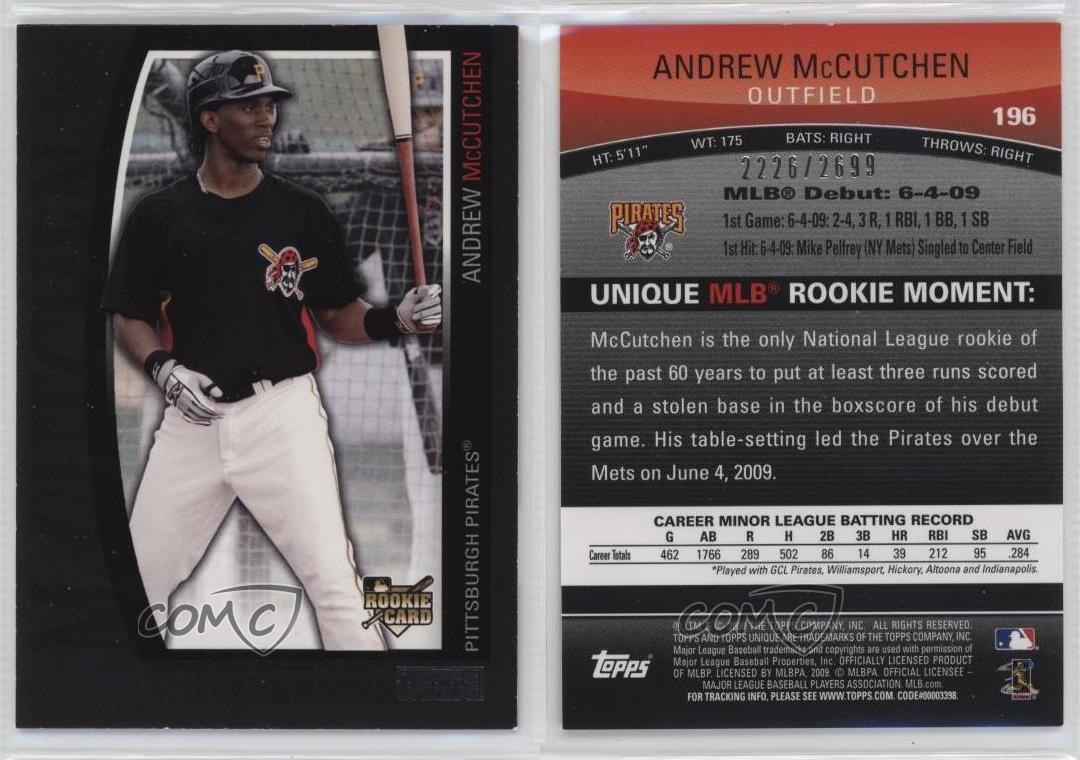 P
ANDREW McCUTCHEN
PITTSBURGH PIRATES®
ROOKIE
CARD
COMC
ANDREW McCUTCHEN
OUTFIELD
196
HT: 5'11" WT: 175 BATS: RIGHT THROWS: RIGHT
2226/2699
MLB® Debut: 6-4-09
PIRATES
1st Game: 6-4-09: 2-4, 3 R, 1 RBI, 1 BB, 1 SB
1st Hit: 6-4-09: Mike Pelfrey (NY Mets) Singled to Center Field
UNIQUE MLB® ROOKIE MOMENT:
McCutchen is the only National League rookie of
the past 60 years to put at least three runs scored
and a stolen base in the boxscore of his debut
game. His table-setting led the Pirates over the
Mets on June 4, 2009.
CAREER MINOR LEAGUE BATTING RECORD
G AB R H 2B 3B HR RBI SB AVG
Career Totals 462 1766 289 502 86 14 39 212 95 .284
*Played with GCL Pirates, Williamsport, Hickory, Altoona and Indianapolis.
COMC
® TM & © THE TOPPS COMPANY, INC. ALL RIGHTS RESERVED.
TOPPS AND TOPPS UNIQUE ARE TRADEMARKS OF THE TOPPS COMPANY, INC.
Major League Baseball trademarks and copyrights are used with permission of
Major League Baseball Properties, Inc. OFFICIALLY LICENSED PRODUCT
OF MLBP. LICENSED BY MLBPA, 2009. © MLBPA. OFFICIAL LICENSEE –
MAJOR LEAGUE BASEBALL PLAYERS ASSOCIATION. MLB.com.
FOR TRACKING INFO, PLEASE SEE WWW.TOPPS.COM. CODE#00003398.
Topps